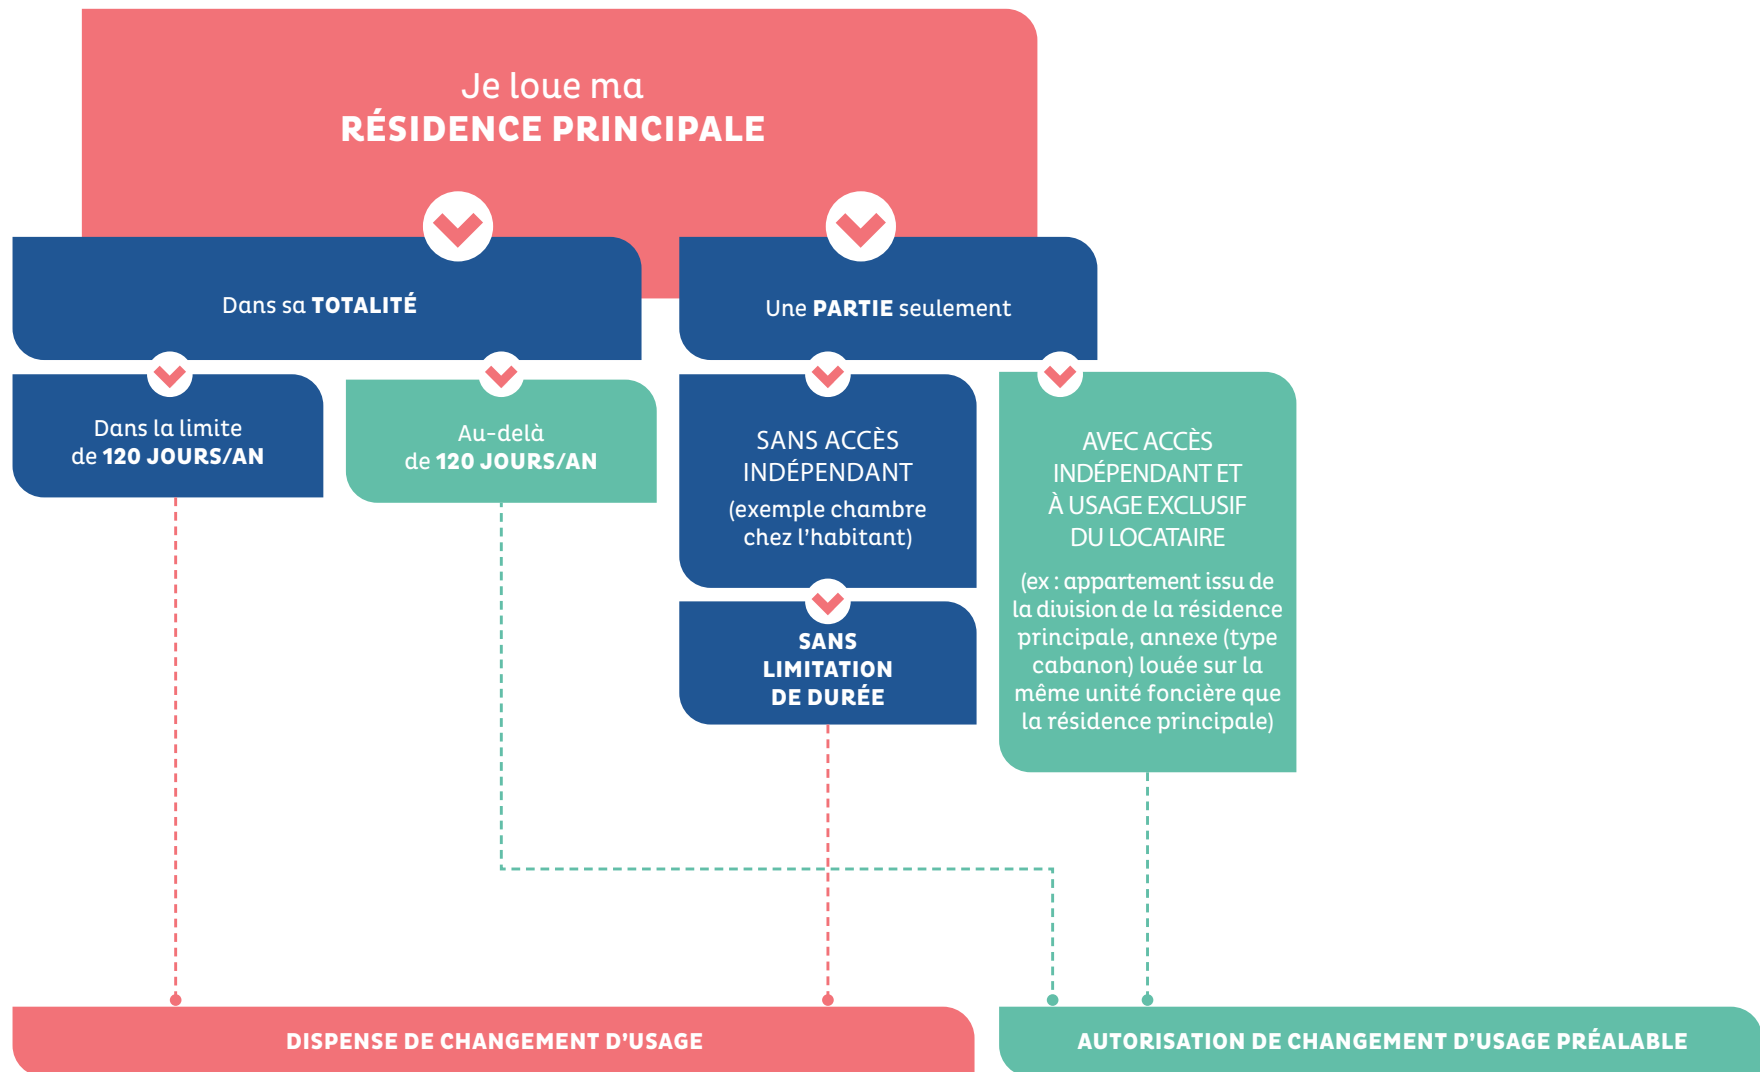 Je loue ma
RÉSIDENCE PRINCIPALE
Dans sa TOTALITÉ
Une PARTIE seulement
Dans la limite
de 120 JOURS/AN
Au-delà
de 120 JOURS/AN
SANS ACCÈS
INDÉPENDANT
(exemple chambre
chez l'habitant)
SANS
LIMITATION
DE DURÉE
AVEC ACCÈS
INDÉPENDANT ET
À USAGE EXCLUSIF
DU LOCATAIRE
(ex : appartement issu de
la division de la résidence
principale, annexe (type
cabanon) louée sur la
même unité foncière que
la résidence principale)
DISPENSE DE CHANGEMENT D'USAGE
AUTORISATION DE CHANGEMENT D'USAGE PRÉALABLE